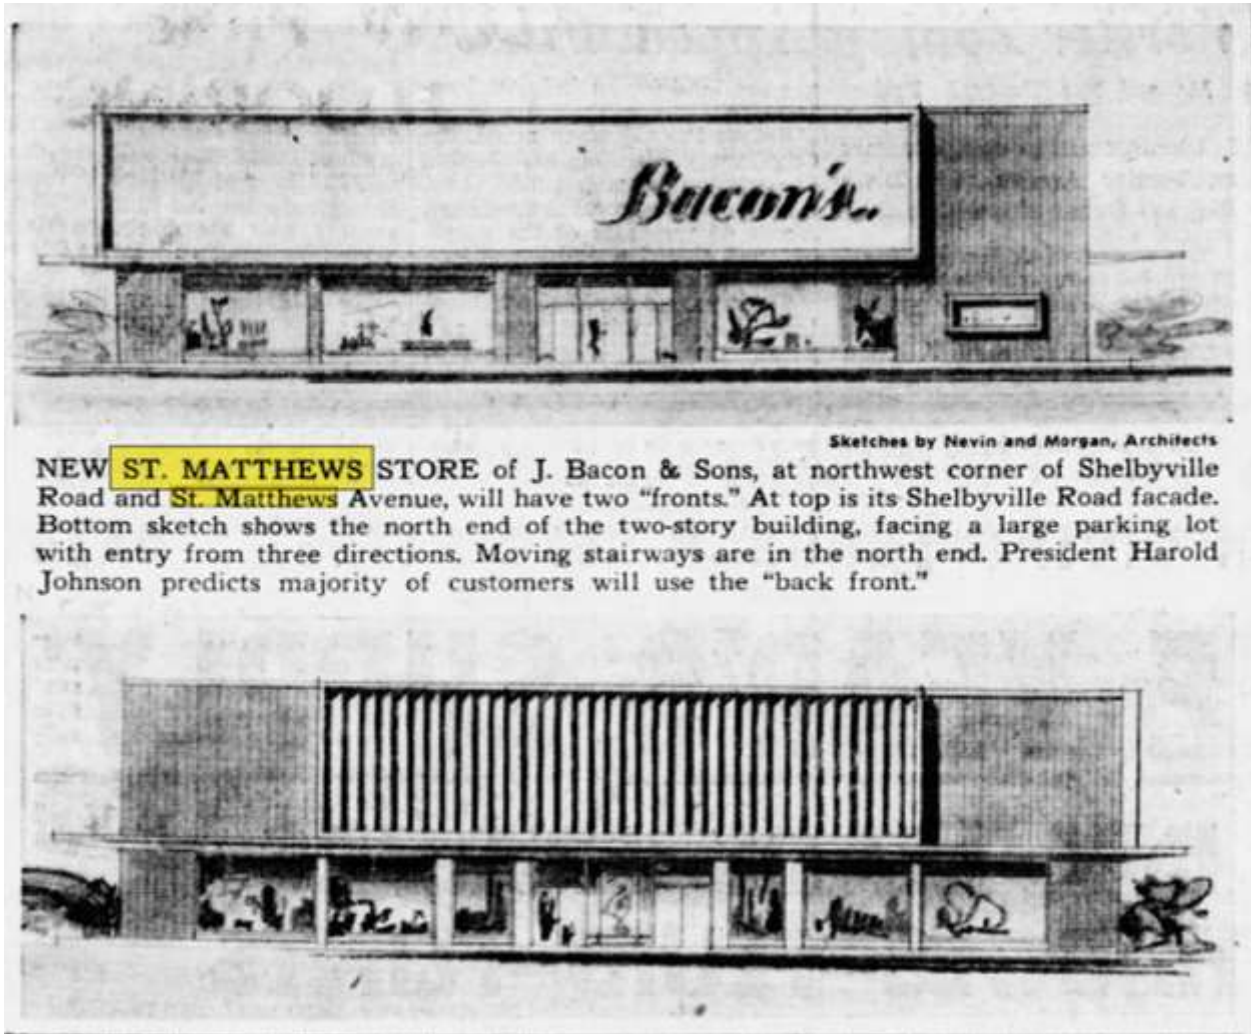 Bacon's
Sketches by Nevin and Morgan, Architects
NEW ST. MATTHEWS STORE of J. Bacon & Sons, at northwest corner of Shelbyville
Road and St. Matthews Avenue, will have two “fronts.” At top is its Shelbyville Road facade.
Bottom sketch shows the north end of the two-story building, facing a large parking lot
with entry from three directions. Moving stairways are in the north end. President Harold
Johnson predicts majority of customers will use the “back front.”